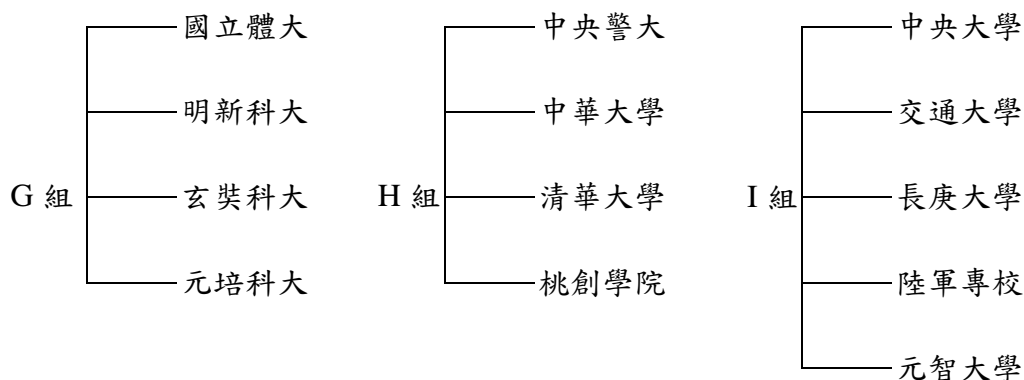 國立體大
明新科大
G 組
玄奘科大
元培科大
中央警大
中華大學
H 組
清華大學
桃創學院
中央大學
交通大學
I 組
長庚大學
陸軍專校
元智大學